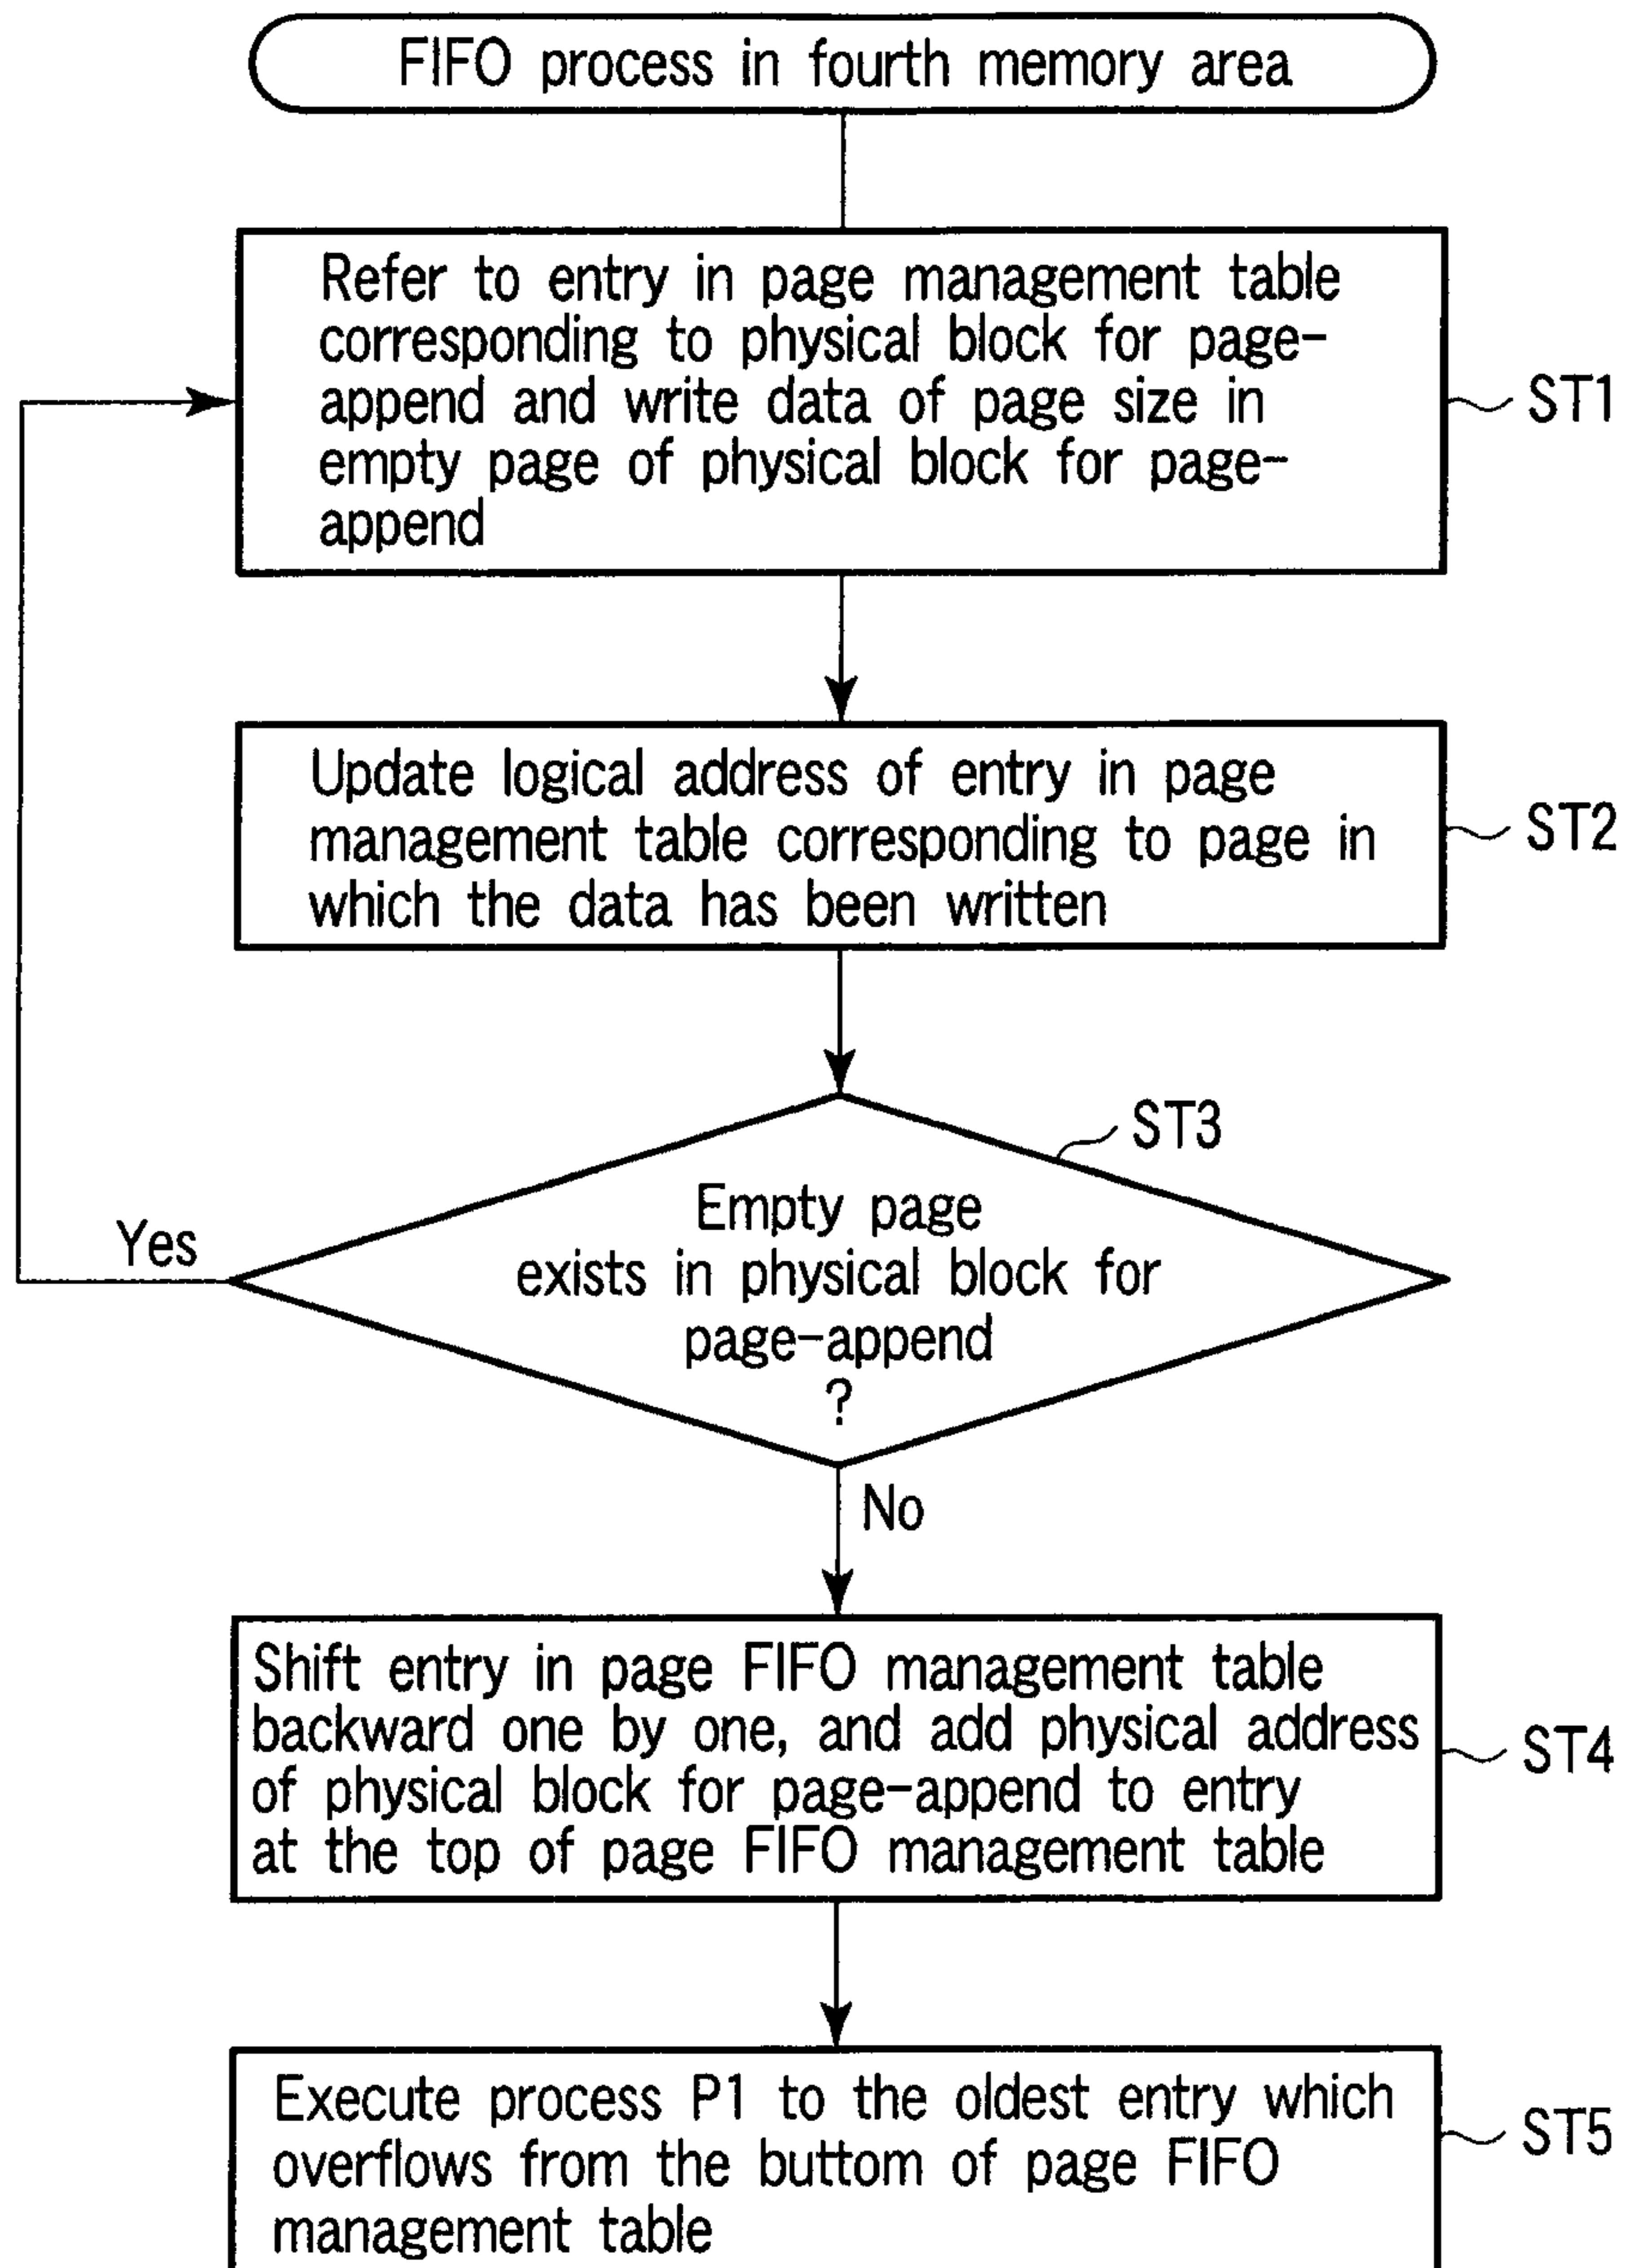 FIFO process in fourth memory area
Refer to entry in page management table
corresponding to physical block for page-
append and write data of page size in
empty page of physical block for page-
append
ST1
Update logical address of entry in page
management table corresponding to page in
which the data has been written
ST2
ST3
Empty page
exists in physical block for
page-append
?
Yes
No
Shift entry in page FIFO management table
backward one by one, and add physical address
of physical block for page-append to entry
at the top of page FIFO management table
ST4
Execute process P1 to the oldest entry which
overflows from the buttom of page FIFO
management table
ST5